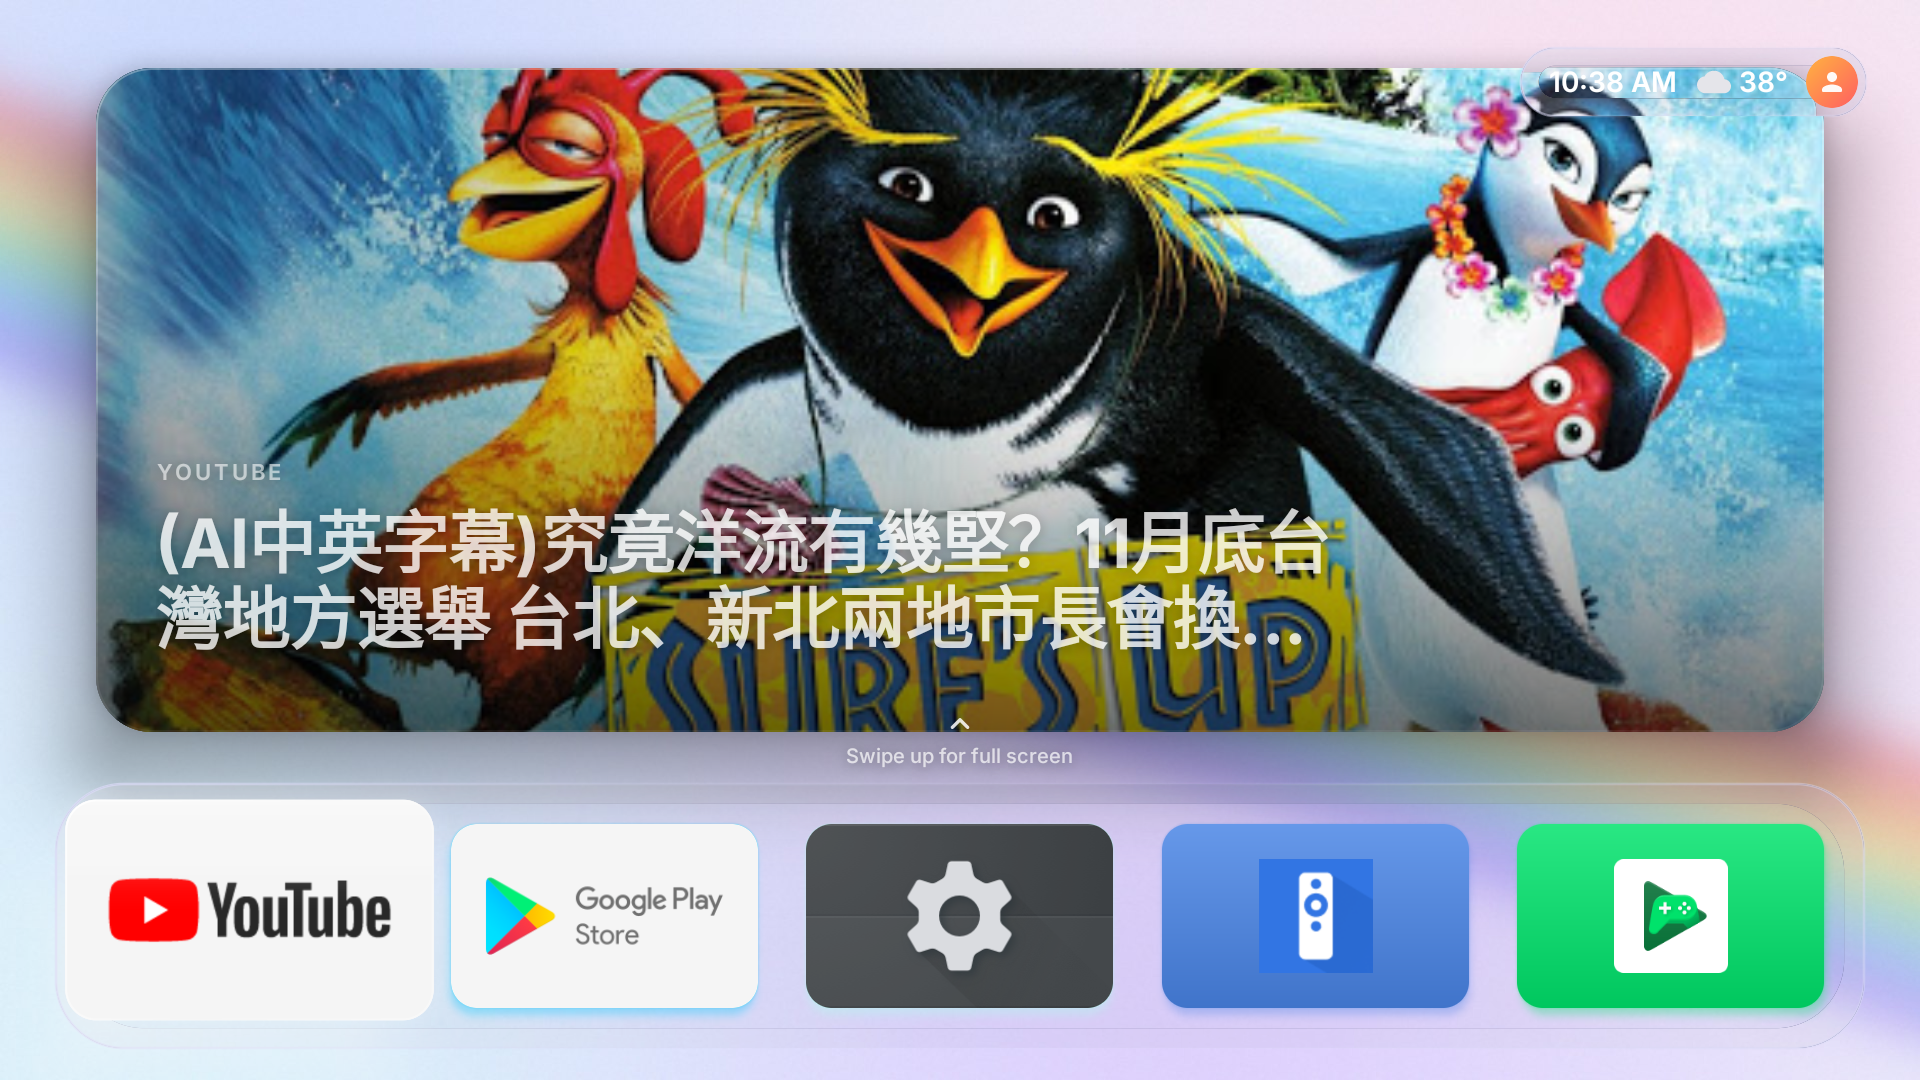 10:38 AM 38°
YOUTUBE
(AI中英字幕)究竟洋流有幾堅？11月底台
灣地方選舉 台北、新北兩地市長會換...
SURF'S UP
Swipe up for full screen
YouTube
Google Play
Store